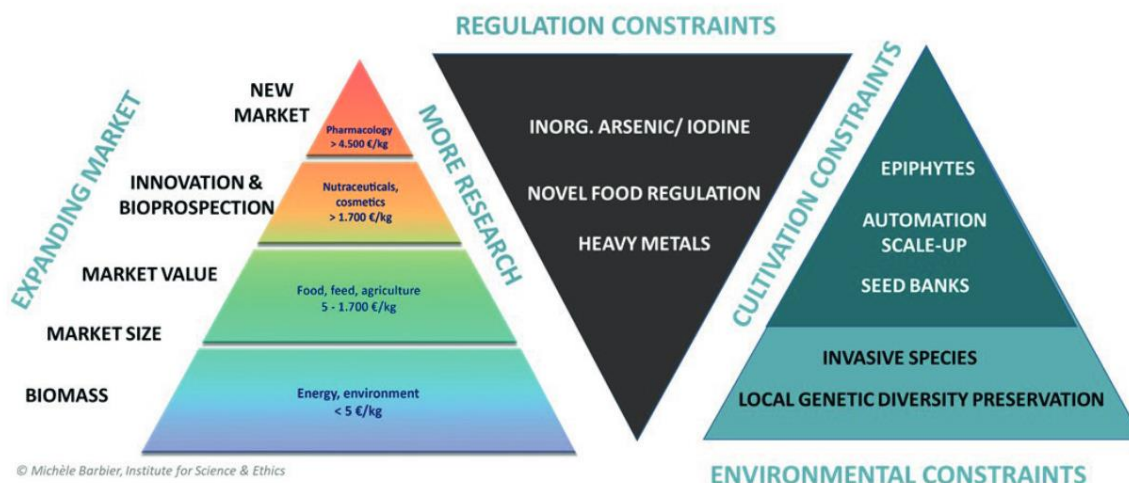 REGULATION CONSTRAINTS
EXPANDING MARKET
NEW
MARKET
INNOVATION &
BIOPROSPECTION
MARKET VALUE
MARKET SIZE
BIOMASS
Pharmacology
> 4.500 €/kg
Nutraceuticals,
cosmetics
> 1.700 €/kg
Food, feed, agriculture
5 - 1.700 €/kg
Energy, environment
< 5 €/kg
MORE RESEARCH
INORG. ARSENIC/ IODINE
NOVEL FOOD REGULATION
HEAVY METALS
CULTIVATION CONSTRAINTS
EPIPHYTES
AUTOMATION
SCALE-UP
SEED BANKS
INVASIVE SPECIES
LOCAL GENETIC DIVERSITY PRESERVATION
ENVIRONMENTAL CONSTRAINTS
© Michèle Barbier, Institute for Science & Ethics